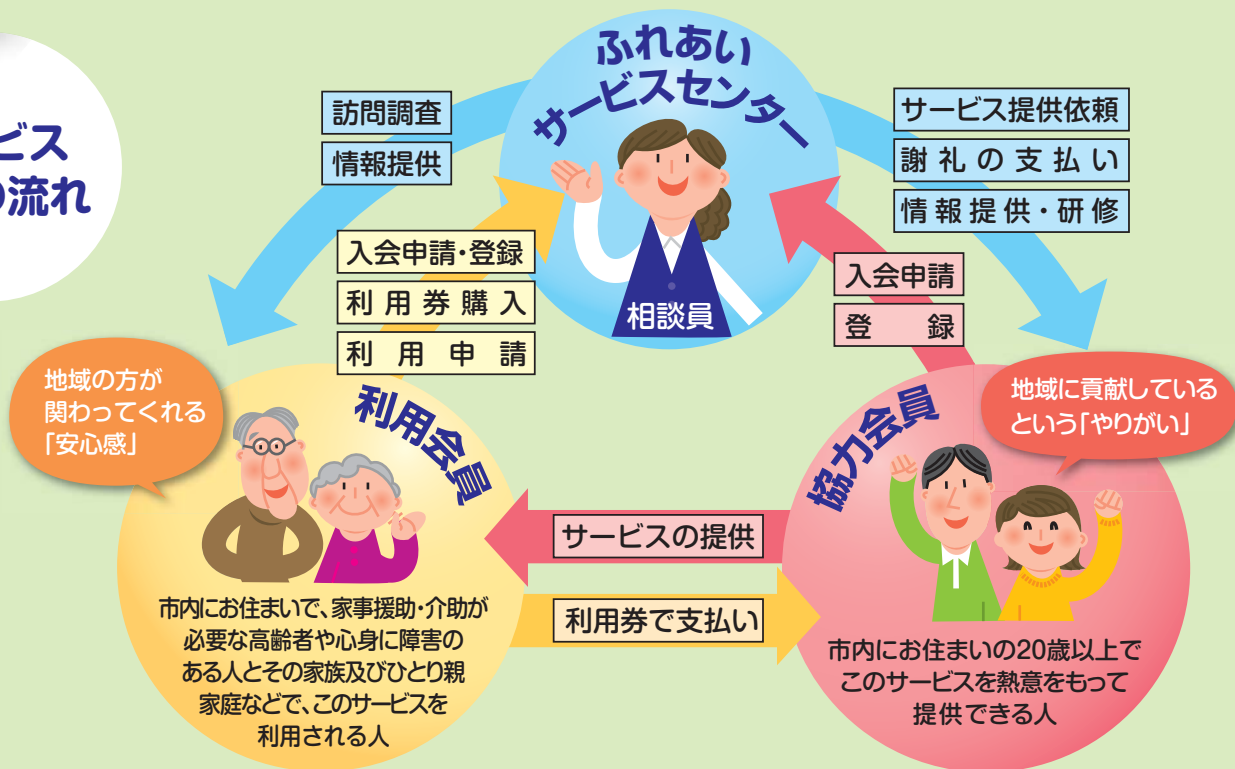 ビス
の流れ
ふれあい
サービスセンター
相談員
訪問調査
情報提供
サービス提供依頼
謝礼の支払い
情報提供・研修
入会申請・登録
利用券購入
利用申請
入会申請
登録
地域の方が
関わってくれる
「安心感」
利用会員
市内にお住まいで、家事援助・介助が
必要な高齢者や心身に障害の
ある人とその家族及びひとり親
家庭などで、このサービスを
利用される人
サービスの提供
利用券で支払い
地域に貢献している
という「やりがい」
協力会員
市内にお住まいの20歳以上で
このサービスを熱意をもって
提供できる人